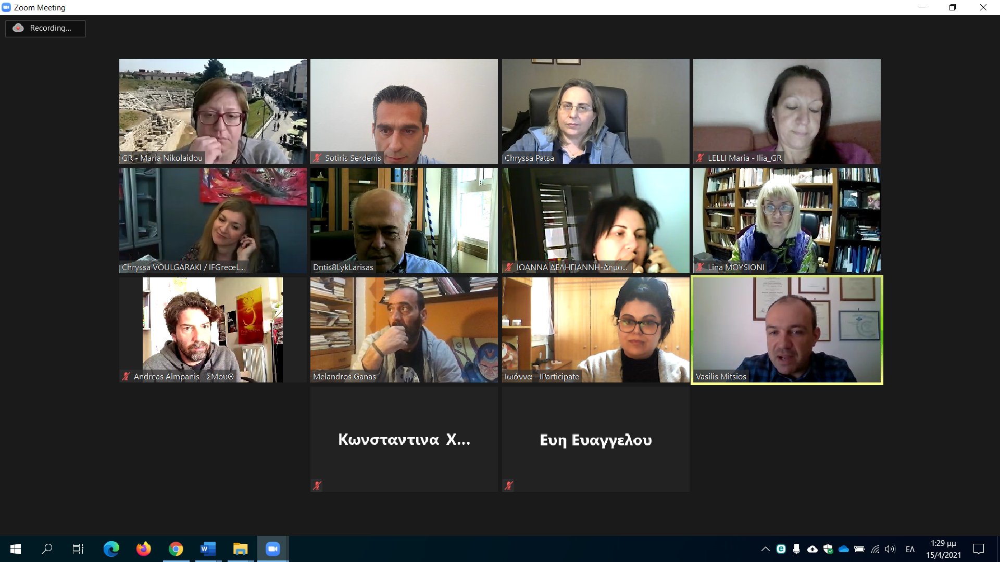 Zoom Meeting
Recording...
GR - Maria Nikolaidou
Sotiris Serdenis
Chryssa Patsa
LELLI Maria - Ilia_GR
Chryssa VOULGARAKI / IFGreceL...
Dntis8LykLarisas
ΙΩΑΝΝΑ ΔΕΛΗΓΙΑΝΝΗ-Δημο...
Lina MOYSIONI
Andreas Almpanis - ΣΜουΘ
Melandros Ganas
Ιωάννα - IParticipate
Vasilis Mitsios
Κωνσταντινα Χ...
Ευη Ευαγγελου
ΕΛ
1:29 μμ
15/4/2021